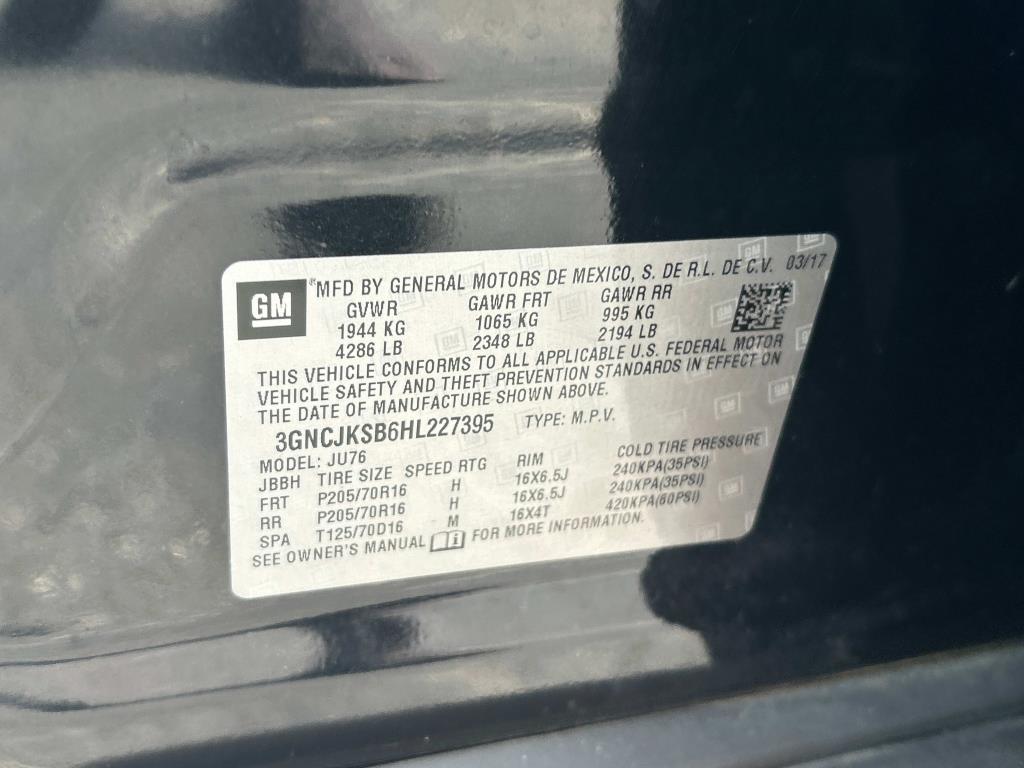 GM
®MFD BY GENERAL MOTORS DE MEXICO, S. DE R.L. DE C.V. 03/17
GVWR GAWR FRT GAWR RR
1944 KG 1065 KG 995 KG
4286 LB 2348 LB 2194 LB
THIS VEHICLE CONFORMS TO ALL APPLICABLE U.S. FEDERAL MOTOR
VEHICLE SAFETY AND THEFT PREVENTION STANDARDS IN EFFECT ON
THE DATE OF MANUFACTURE SHOWN ABOVE.
3GNCJKSB6HL227395 TYPE: M.P.V.
MODEL: JU76
JBBH TIRE SIZE SPEED RTG RIM COLD TIRE PRESSURE
FRT P205/70R16 H 16X6.5J 240KPA(35PSI)
RR P205/70R16 H 16X6.5J 240KPA(35PSI)
SPA T125/70D16 M 16X4T 420KPA(60PSI)
SEE OWNER'S MANUAL i FOR MORE INFORMATION.